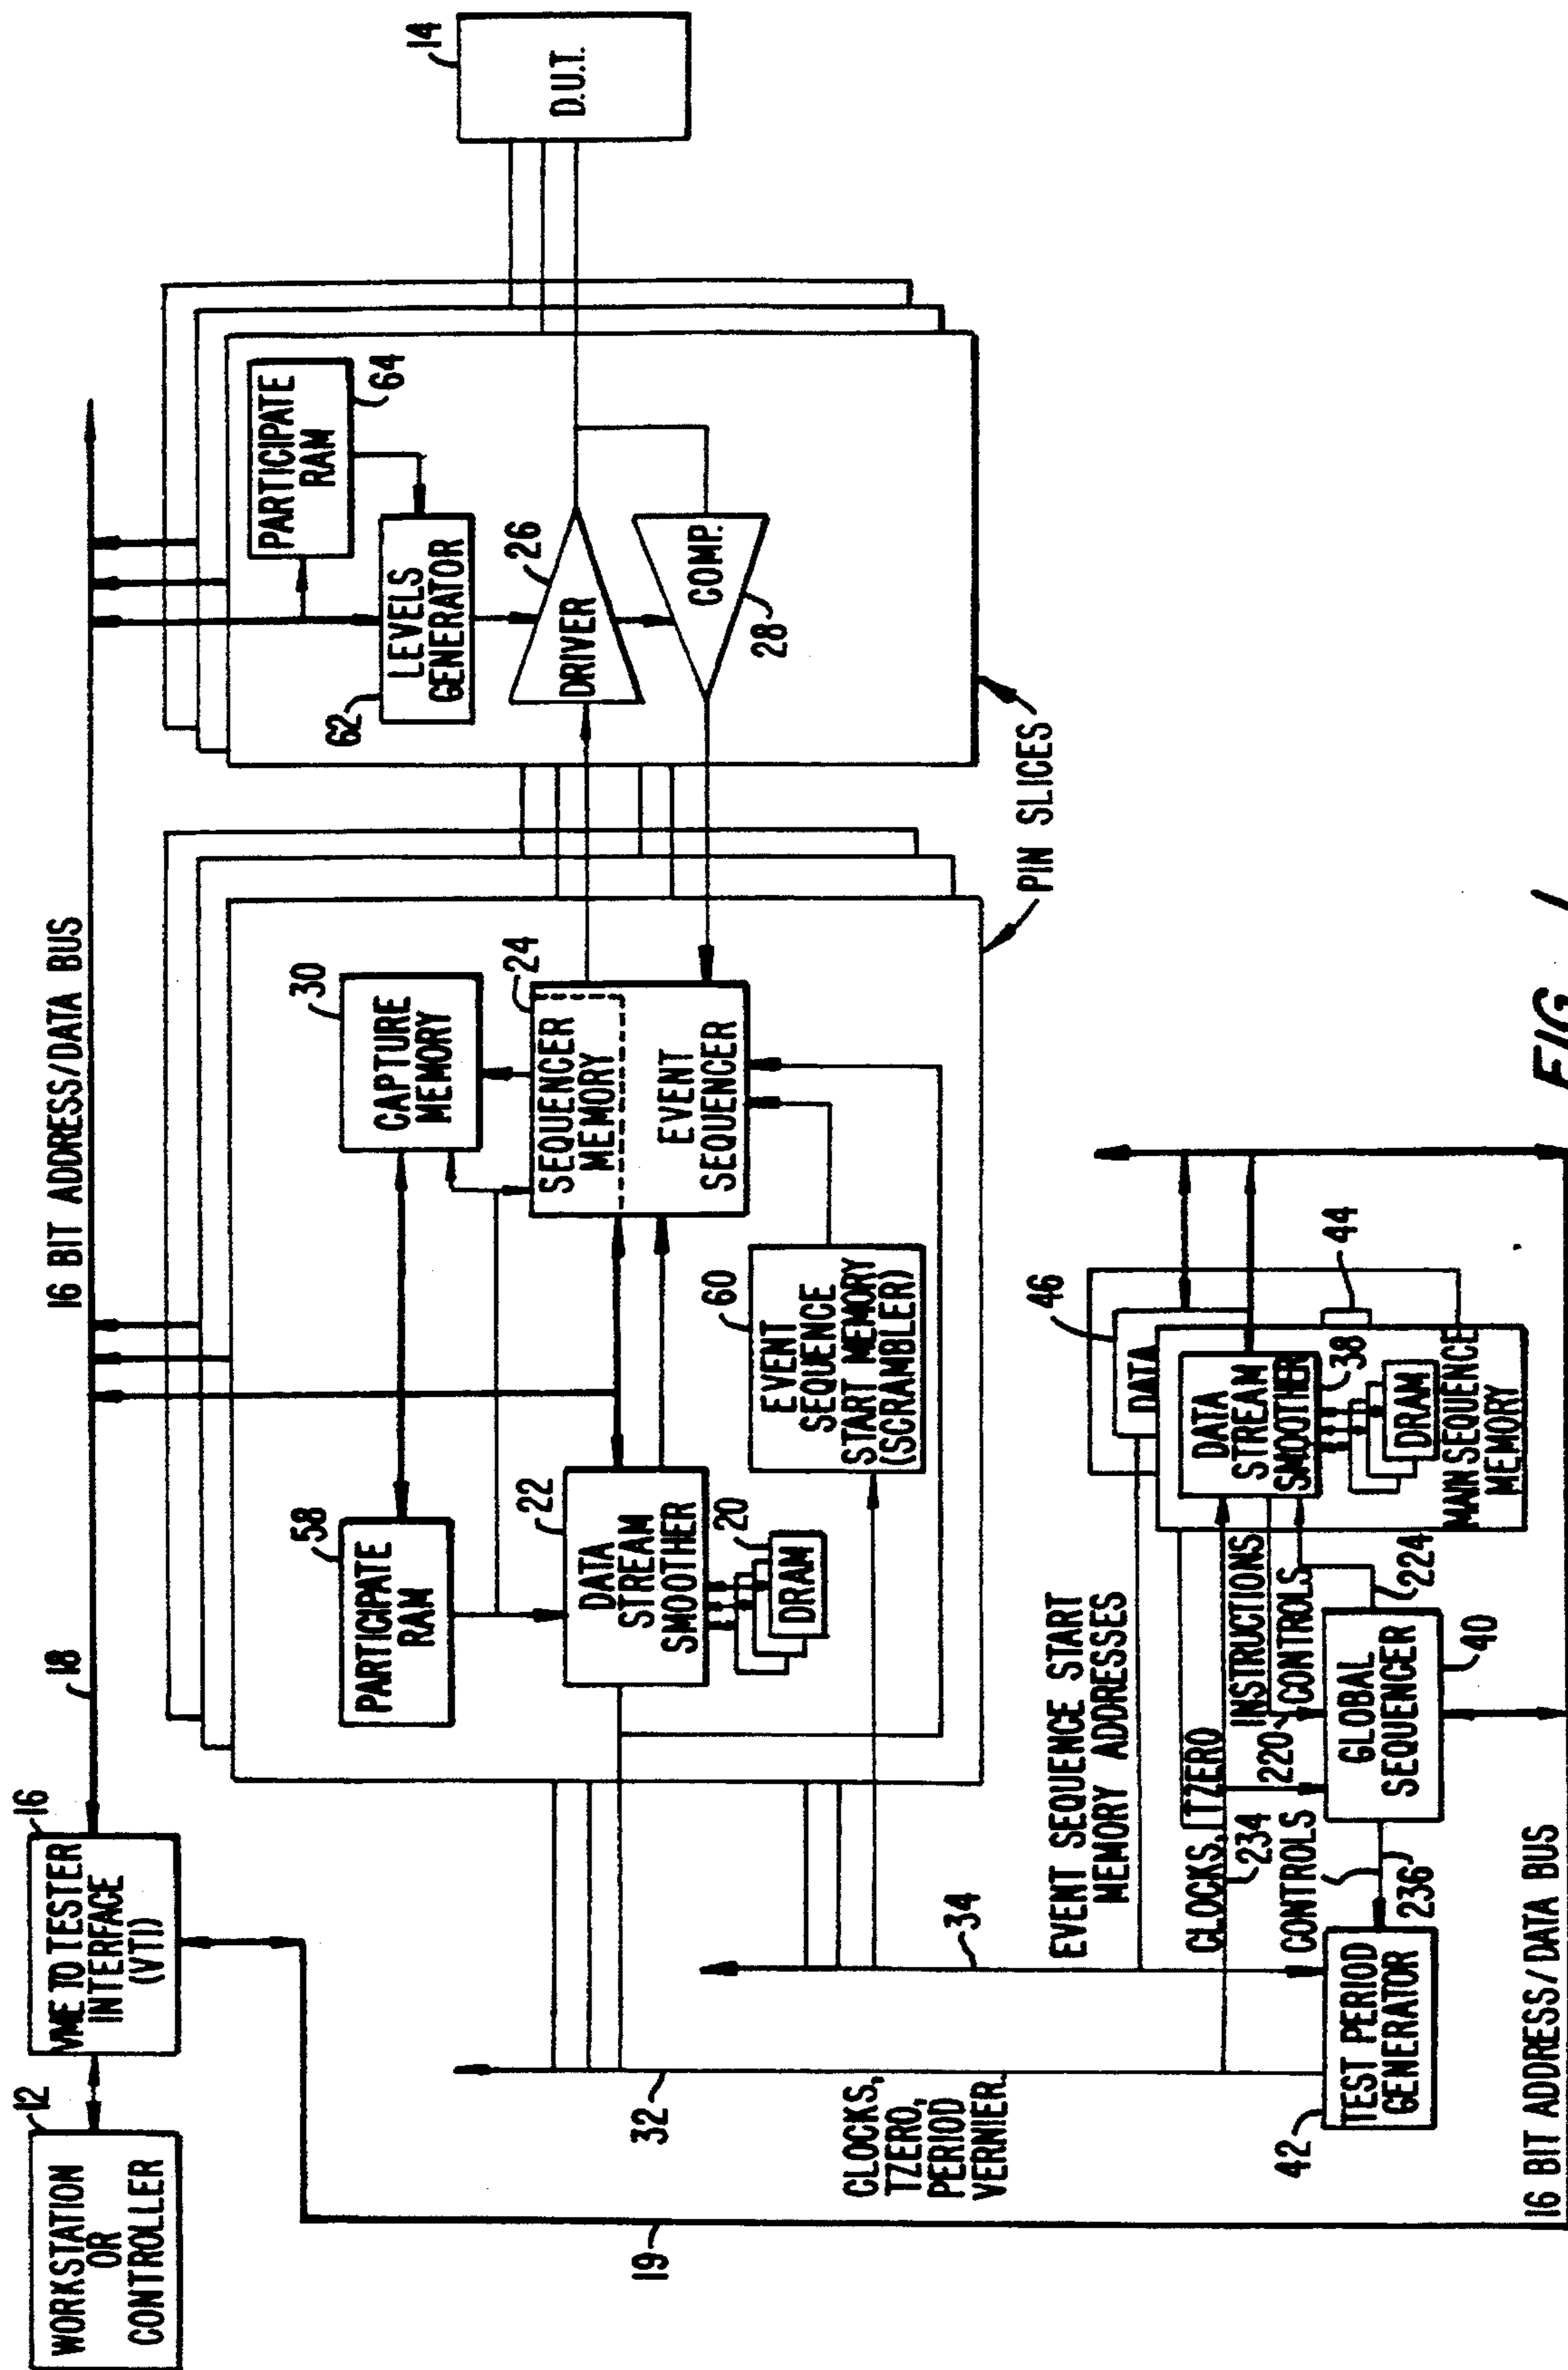 12
WORKSTATION
OR
CONTROLLER
16
VME TO TESTER
INTERFACE
(VTI)
18
16 BIT ADDRESS/DATA BUS
19
58
PARTICIPATE
RAM
30
CAPTURE
MEMORY
22
DATA
STREAM
SMOOTHER
20
DRAM
24
SEQUENCER
MEMORY
EVENT
SEQUENCER
60
EVENT
SEQUENCE
START MEMORY
(SCRAMBLER)
PARTICIPATE
RAM
64
62
LEVELS
GENERATOR
26
DRIVER
COMP.
28
14
D.U.T.
PIN SLICES
32
CLOCKS,
TZERO,
PERIOD
VERNIER.
34
EVENT SEQUENCE START
MEMORY ADDRESSES
46
DATA
44
DATA
STREAM
SMOOTHER
38
DRAM
MAIN SEQUENCE
MEMORY
CLOCKS, TZERO
234
INSTRUCTIONS
220
CONTROLS
224
CONTROLS
236
GLOBAL
SEQUENCER
40
42
TEST PERIOD
GENERATOR
16 BIT ADDRESS/DATA BUS
FIG. 1